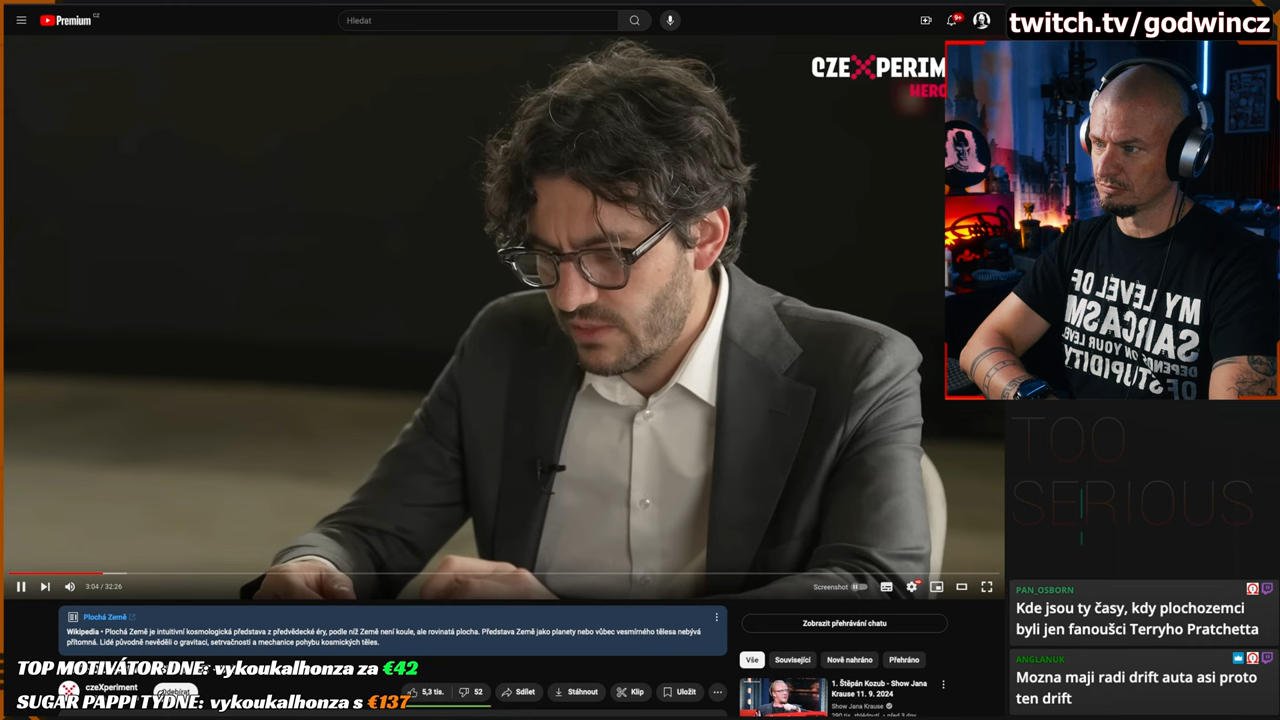 Premium CZ
Hledat
9+
twitch.tv/godwincz
CZEXPERIM
HERO
MY LEVEL OF
SARCASM
DEPENDS ON YOUR LEVEL
OF STUPIDITY
TOO
SERIOUS
3:04 / 32:26
Screenshot
Plochá Země
Wikipedia • Plochá Země je intuitivní kosmologická představa z předvědecké éry, podle níž Země není koule, ale rovinatá plocha. Představa Země jako planety nebo vůbec vesmírného tělesa nebývá
přítomná. Lidé původně nevěděli o gravitaci, setrvačnosti a mechanice pohybu kosmických těles.
Zobrazit přehrávání chatu
PAN_OSBORN
Kde jsou ty časy, kdy plochozemci
byli jen fanoušci Terryho Pratchetta
ANGLANUK
Mozna maji radi drift auta asi proto
ten drift
Vše
Související
Nově nahráno
Přehráno
TOP MOTIVÁTOR DNE: vykoukalhonza za €42
czeXperiment
Odebírat
5,3 tis.
52
Sdílet
Stáhnout
Klip
Uložit
1. Štěpán Kozub - Show Jana
Krause 11. 9. 2024
Show Jana Krause
SUGAR DADDY TÝDNE: vykoukalhonza s €137